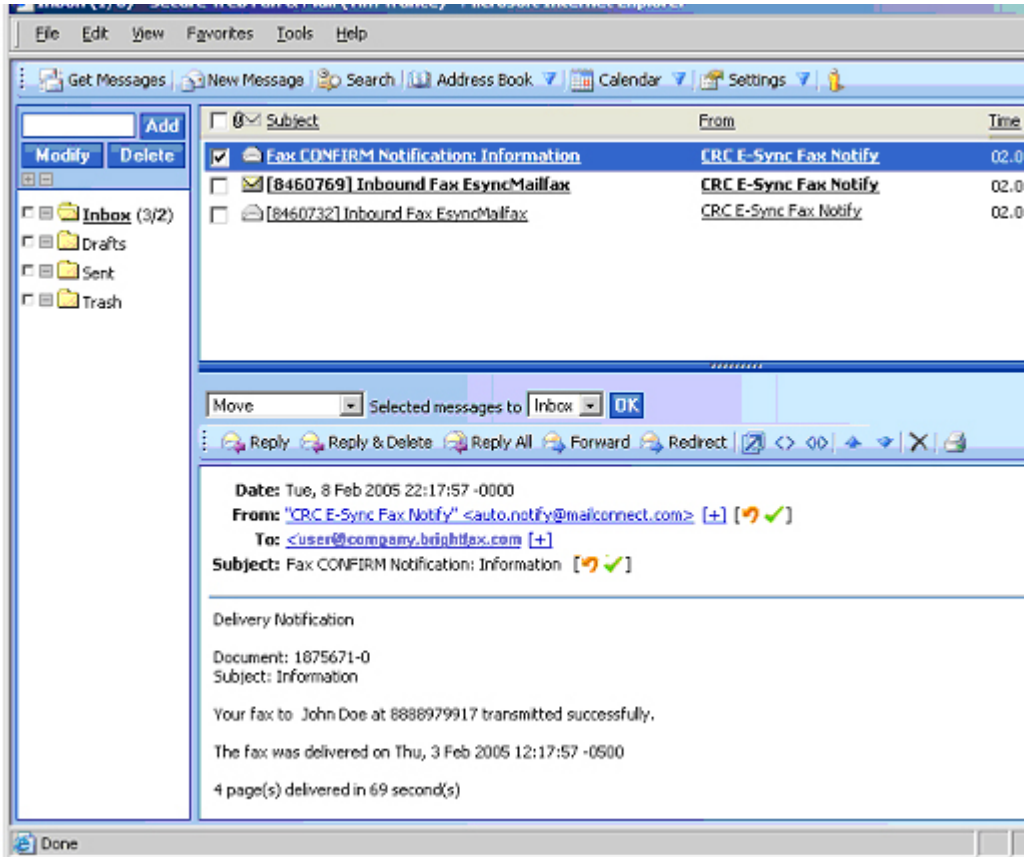 File Edit View Favorites Tools Help
Get Messages New Message Search Address Book Calendar Settings
Add
Modify Delete
Inbox (3/2)
Drafts
Sent
Trash
Subject From Time
Fax CONFIRM Notification: Information CRC E-Sync Fax Notify 02.0
[8460769] Inbound Fax EsyncMailfax CRC E-Sync Fax Notify 02.0
[8460732] Inbound Fax EsyncMailfax CRC E-Sync Fax Notify 02.0
Move Selected messages to Inbox OK
Reply Reply & Delete Reply All Forward Redirect
Date: Tue, 8 Feb 2005 22:17:57 -0000
From: "CRC E-Sync Fax Notify" <auto.notify@mailconnect.com> [+] [ ]
To: <user@company.brightfax.com [+]
Subject: Fax CONFIRM Notification: Information [ ]
Delivery Notification
Document: 1875671-0
Subject: Information
Your fax to John Doe at 8888979917 transmitted successfully.
The fax was delivered on Thu, 3 Feb 2005 12:17:57 -0500
4 page(s) delivered in 69 second(s)
Done